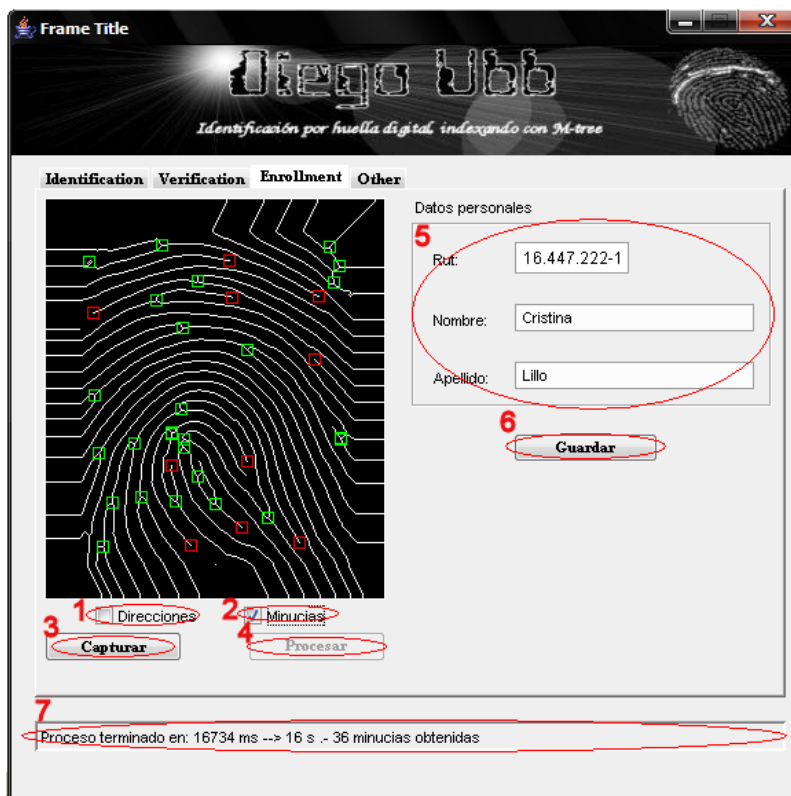 Frame Title
Diego Ubb
Identificación por huella digital, indexando con M-tree
Identification Verification Enrollment Other
Datos personales
5
Rut: 16.447.222-1
Nombre: Cristina
Apellido: Lillo
6
Guardar
1 Direcciones 2 Minucias
3 Capturar 4 Procesar
7
Proceso terminado en: 16734 ms --> 16 s .- 36 minucias obtenidas